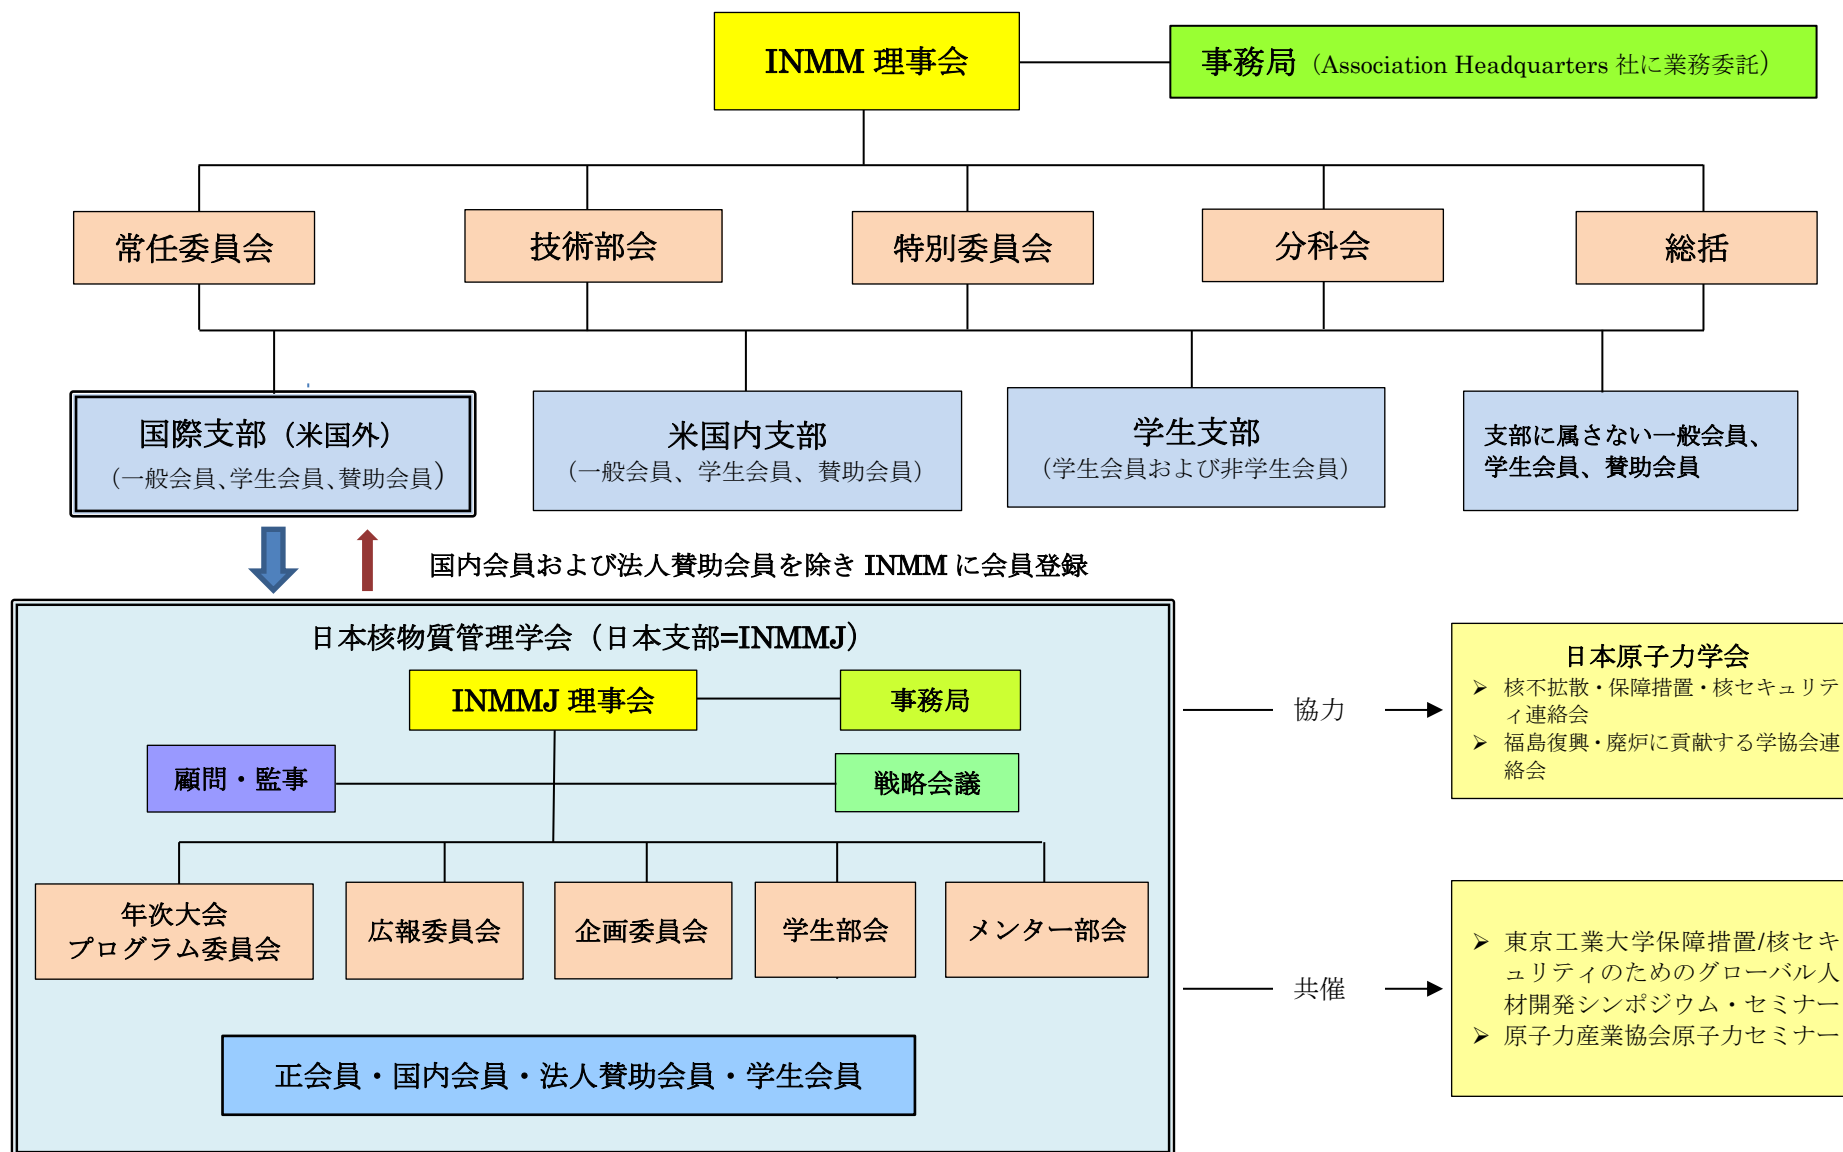 INMM 理事会
事務局（Association Headquarters 社に業務委託）
常任委員会
技術部会
特別委員会
分科会
総括
国際支部（米国外）
（一般会員、学生会員、賛助会員）
米国内支部
（一般会員、学生会員、賛助会員）
学生支部
（学生会員および非学生会員）
支部に属さない一般会員、
学生会員、賛助会員
国内会員および法人賛助会員を除き INMM に会員登録
日本核物質管理学会（日本支部=INMMJ）
INMMJ 理事会
事務局
顧問・監事
戦略会議
年次大会
プログラム委員会
広報委員会
企画委員会
学生部会
メンター部会
正会員・国内会員・法人賛助会員・学生会員
協力
日本原子力学会
➢ 核不拡散・保障措置・核セキュリテ
ィ連絡会
➢ 福島復興・廃炉に貢献する学協会連
絡会
共催
➢ 東京工業大学保障措置/核セキ
ュリティのためのグローバル人
材開発シンポジウム・セミナー
➢ 原子力産業協会原子力セミナー